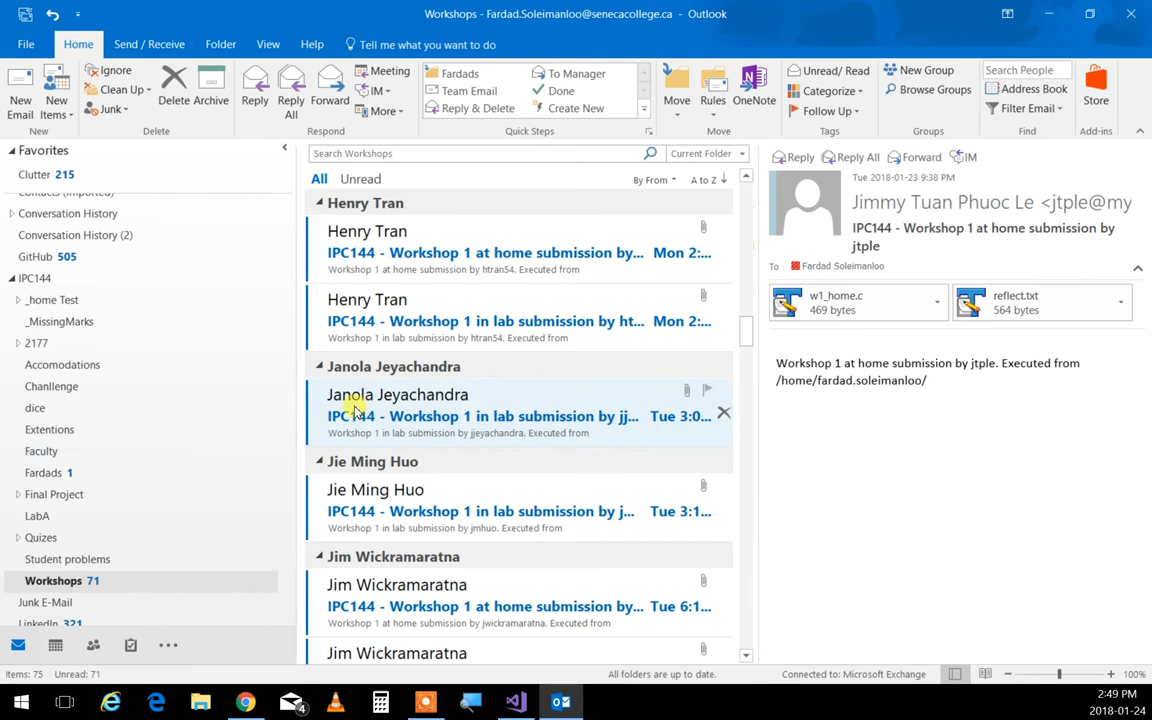 Workshops - Fardad.Soleimanloo@senecacollege.ca - Outlook
File Home Send / Receive Folder View Help Tell me what you want to do
New Email
New Items
Ignore
Clean Up
Junk
Delete
Archive
Reply
Reply All
Forward
Meeting
IM
More
Fardads
Team Email
Reply & Delete
To Manager
Done
Create New
Move
Rules
OneNote
Unread/ Read
Categorize
Follow Up
New Group
Browse Groups
Search People
Address Book
Filter Email
Store
New Delete Respond Quick Steps Move Tags Groups Find Add-ins
Favorites
Clutter 215
Contacts (Imported)
Conversation History
Conversation History (2)
GitHub 505
IPC144
_home Test
_MissingMarks
2177
Accomodations
Chanllenge
dice
Extentions
Faculty
Fardads 1
Final Project
LabA
Quizes
Student problems
Workshops 71
Junk E-Mail
LinkedIn 321
Search Workshops
Current Folder
All Unread
By From A to Z
Henry Tran
Henry Tran
IPC144 - Workshop 1 at home submission by... Mon 2:...
Workshop 1 at home submission by htran54. Executed from
Henry Tran
IPC144 - Workshop 1 in lab submission by ht... Mon 2:...
Workshop 1 in lab submission by htran54. Executed from
Janola Jeyachandra
Janola Jeyachandra
IPC144 - Workshop 1 in lab submission by jj... Tue 3:0...
Workshop 1 in lab submission by jjeyachandra. Executed from
Jie Ming Huo
Jie Ming Huo
IPC144 - Workshop 1 in lab submission by j... Tue 3:1...
Workshop 1 in lab submission by jmhuo. Executed from
Jim Wickramaratna
Jim Wickramaratna
IPC144 - Workshop 1 at home submission by... Tue 6:1...
Workshop 1 at home submission by jwickramaratna. Executed from
Jim Wickramaratna
Reply Reply All Forward IM
Tue 2018-01-23 9:38 PM
Jimmy Tuan Phuoc Le <jtple@my
IPC144 - Workshop 1 at home submission by
jtple
To Fardad Soleimanloo
w1_home.c
469 bytes
reflect.txt
564 bytes
Workshop 1 at home submission by jtple. Executed from
/home/fardad.soleimanloo/
Items: 75 Unread: 71 All folders are up to date. Connected to: Microsoft Exchange 100%
4
2:49 PM
2018-01-24